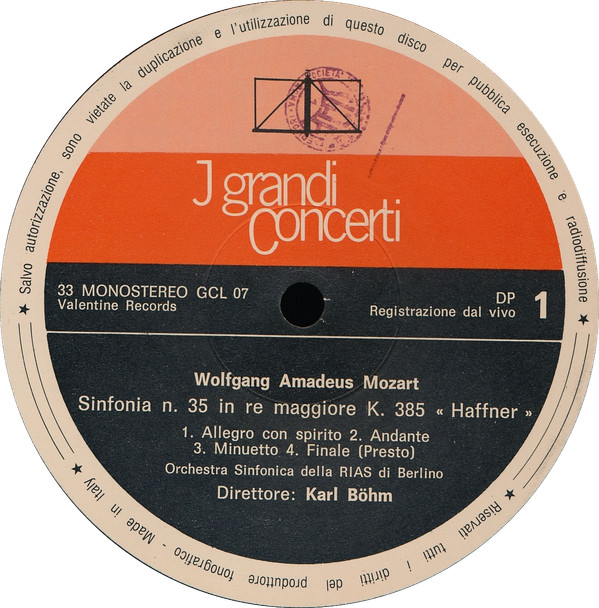 ★ Salvo autorizzazione, sono vietate la duplicazione e l'utilizzazione di questo disco per pubblica esecuzione e radiodiffusione ★
J grandi
concerti
33 MONOSTEREO GCL 07
Valentine Records
DP
Registrazione dal vivo
1
Wolfgang Amadeus Mozart
Sinfonia n. 35 in re maggiore K. 385 « Haffner »
1. Allegro con spirito 2. Andante
3. Minuetto 4. Finale (Presto)
Orchestra Sinfonica della RIAS di Berlino
Direttore: Karl Böhm
★ Riservati tutti i diritti del produttore fonografico - Made in Italy ★